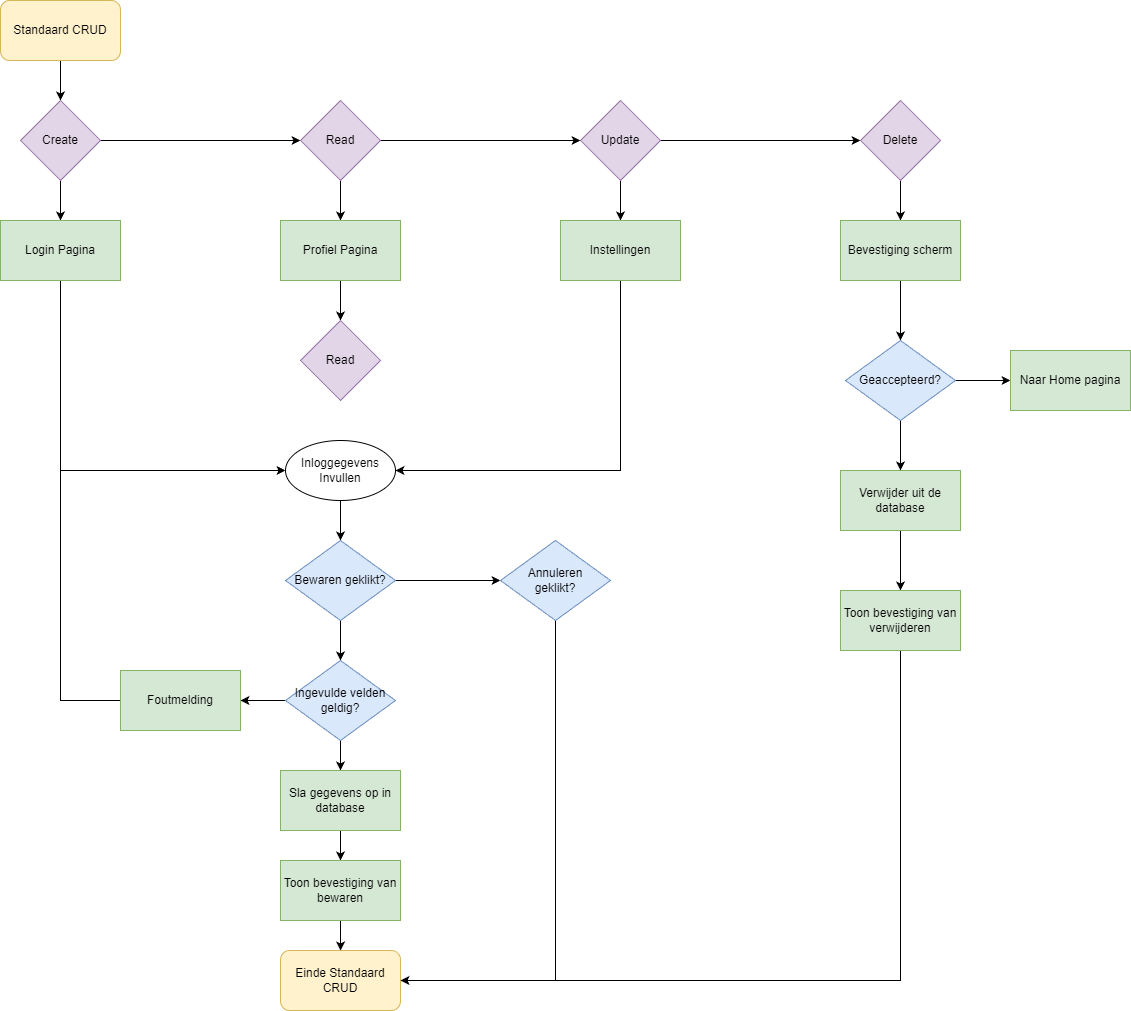 Standaard CRUD
Create
Read
Update
Delete
Login Pagina
Profiel Pagina
Instellingen
Bevestiging scherm
Read
Geaccepteerd?
Naar Home pagina
Inloggegevens
Invullen
Verwijder uit de
database
Bewaren geklikt?
Annuleren
geklikt?
Toon bevestiging van
verwijderen
Foutmelding
Ingevulde velden
geldig?
Sla gegevens op in
database
Toon bevestiging van
bewaren
Einde Standaard
CRUD